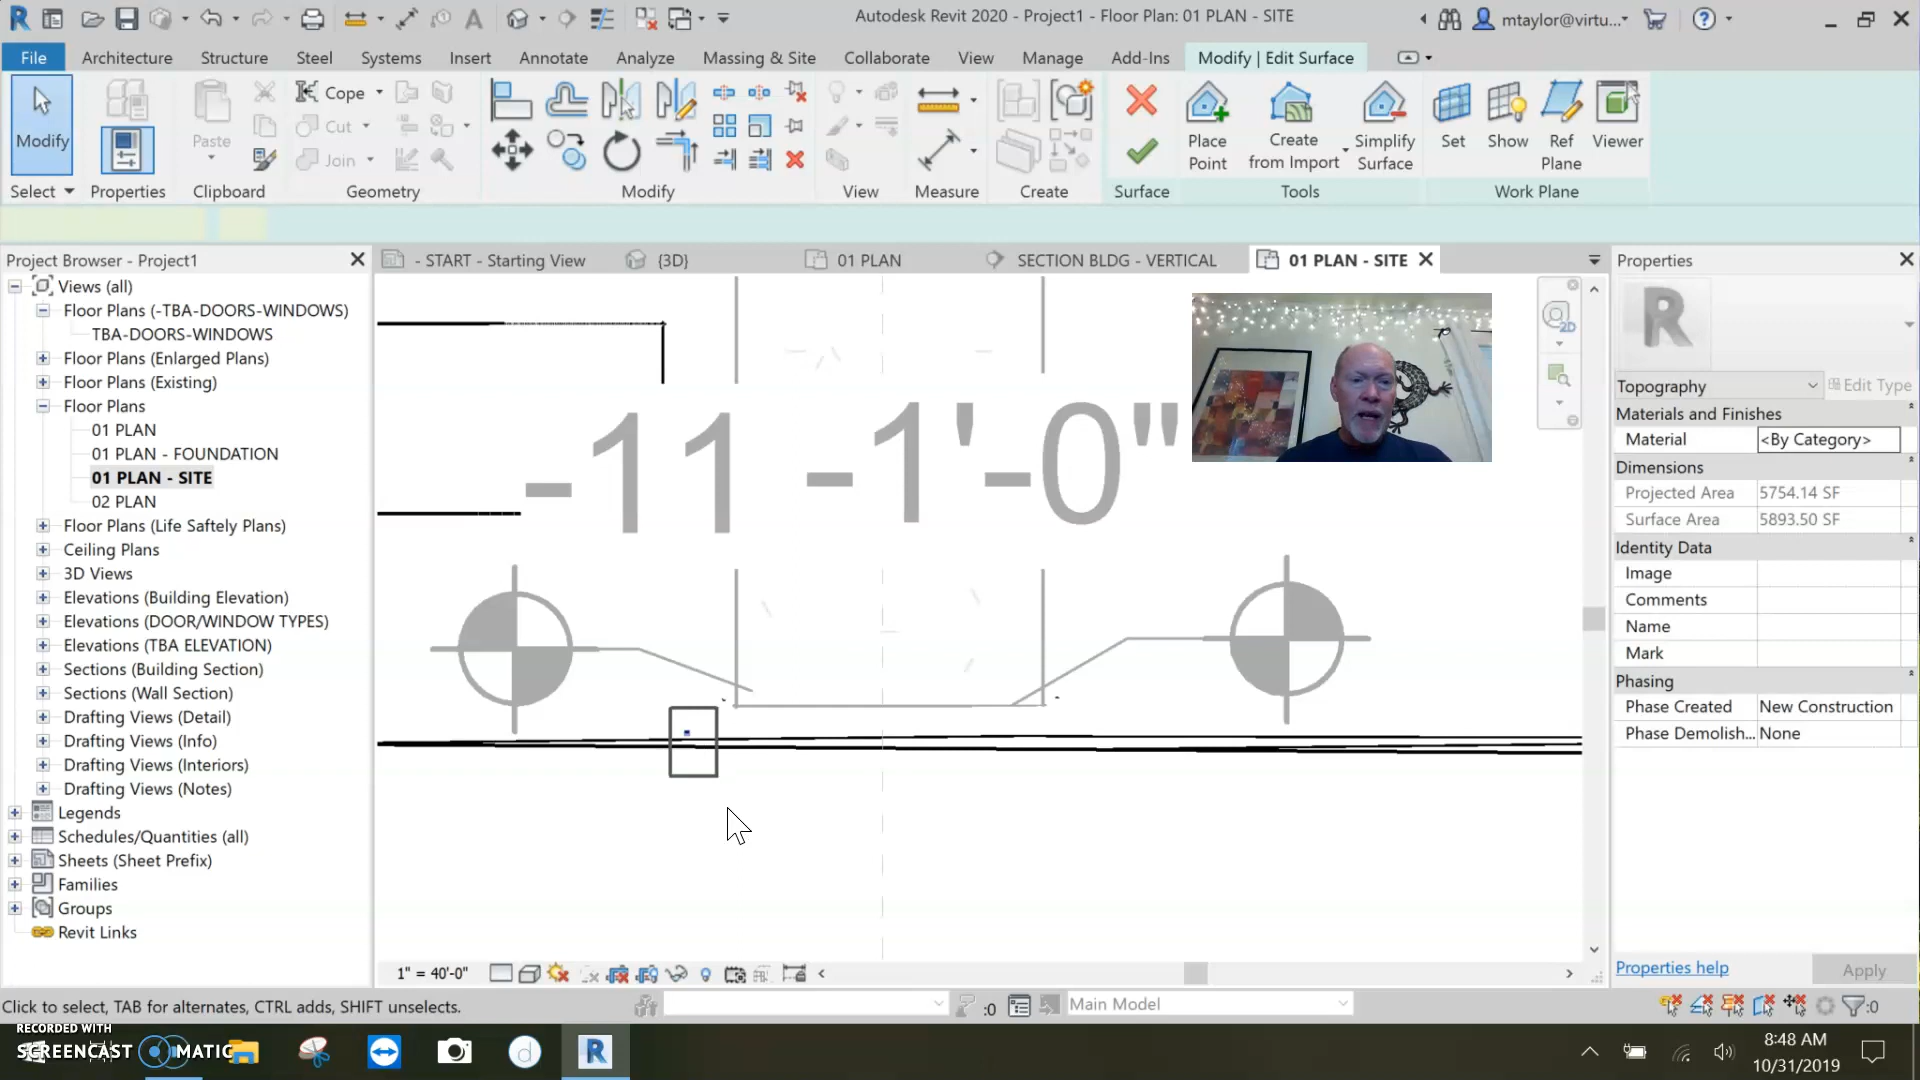 Autodesk Revit 2020 - Project1 - Floor Plan: 01 PLAN - SITE
mtaylor@virtu...
File Architecture Structure Steel Systems Insert Annotate Analyze Massing & Site Collaborate View Manage Add-Ins Modify | Edit Surface
Modify
Paste
Cope
Cut
Join
Place Point
Create from Import
Simplify Surface
Set
Show
Ref Plane
Viewer
Select Properties Clipboard Geometry Modify View Measure Create Surface Tools Work Plane
Project Browser - Project1
- START - Starting View {3D} 01 PLAN SECTION BLDG - VERTICAL 01 PLAN - SITE
Properties
Views (all)
Floor Plans (-TBA-DOORS-WINDOWS)
TBA-DOORS-WINDOWS
Floor Plans (Enlarged Plans)
Floor Plans (Existing)
Floor Plans
01 PLAN
01 PLAN - FOUNDATION
01 PLAN - SITE
02 PLAN
Floor Plans (Life Saftely Plans)
Ceiling Plans
3D Views
Elevations (Building Elevation)
Elevations (DOOR/WINDOW TYPES)
Elevations (TBA ELEVATION)
Sections (Building Section)
Sections (Wall Section)
Drafting Views (Detail)
Drafting Views (Info)
Drafting Views (Interiors)
Drafting Views (Notes)
Legends
Schedules/Quantities (all)
Sheets (Sheet Prefix)
Families
Groups
Revit Links
-11 -1'-0"
2D
R
Topography Edit Type
Materials and Finishes
Material <By Category>
Dimensions
Projected Area 5754.14 SF
Surface Area 5893.50 SF
Identity Data
Image
Comments
Name
Mark
Phasing
Phase Created New Construction
Phase Demolish... None
Properties help Apply
1" = 40'-0"
Click to select, TAB for alternates, CTRL adds, SHIFT unselects.
:0
Main Model
:0
RECORDED WITH
SCREENCAST MATIC
8:48 AM
10/31/2019